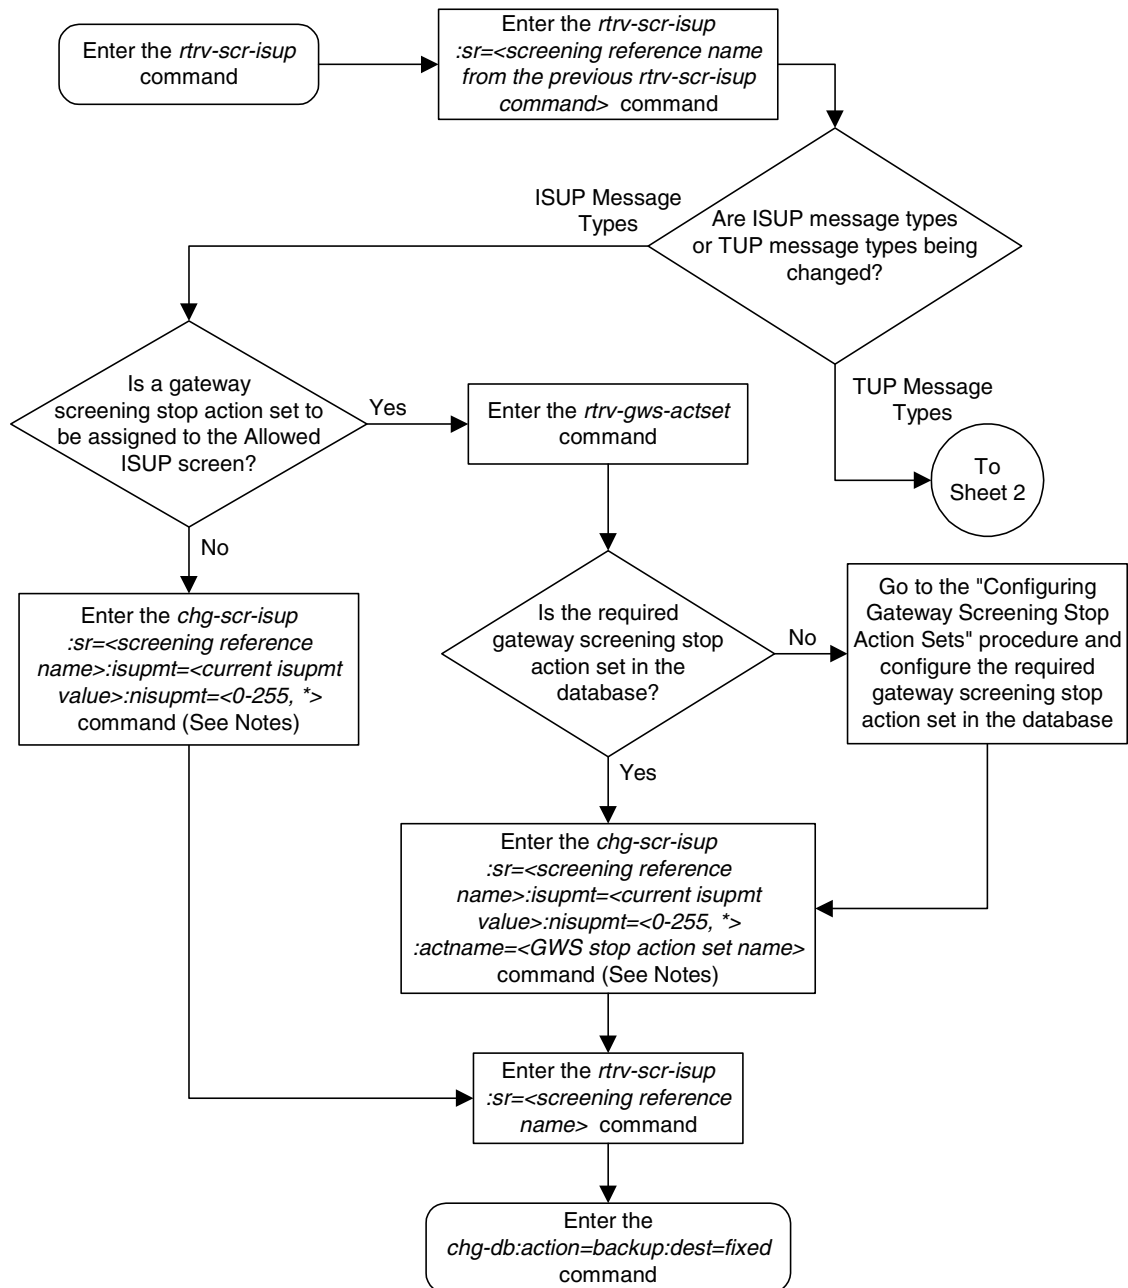 Enter the rtrv-scr-isup
command
Enter the rtrv-scr-isup
:sr=<screening reference name
from the previous rtrv-scr-isup
command> command
ISUP Message
Types
Are ISUP message types
or TUP message types being
changed?
Is a gateway
screening stop action set to
be assigned to the Allowed
ISUP screen?
Yes
Enter the rtrv-gws-actset
command
TUP Message
Types
To
Sheet 2
No
Enter the chg-scr-isup
:sr=<screening reference
name>:isupmt=<current isupmt
value>:nisupmt=<0-255, *>
command (See Notes)
Is the required
gateway screening stop
action set in the
database?
No
Go to the "Configuring
Gateway Screening Stop
Action Sets" procedure and
configure the required
gateway screening stop
action set in the database
Yes
Enter the chg-scr-isup
:sr=<screening reference
name>:isupmt=<current isupmt
value>:nisupmt=<0-255, *>
:actname=<GWS stop action set name>
command (See Notes)
Enter the rtrv-scr-isup
:sr=<screening reference
name> command
Enter the
chg-db:action=backup:dest=fixed
command